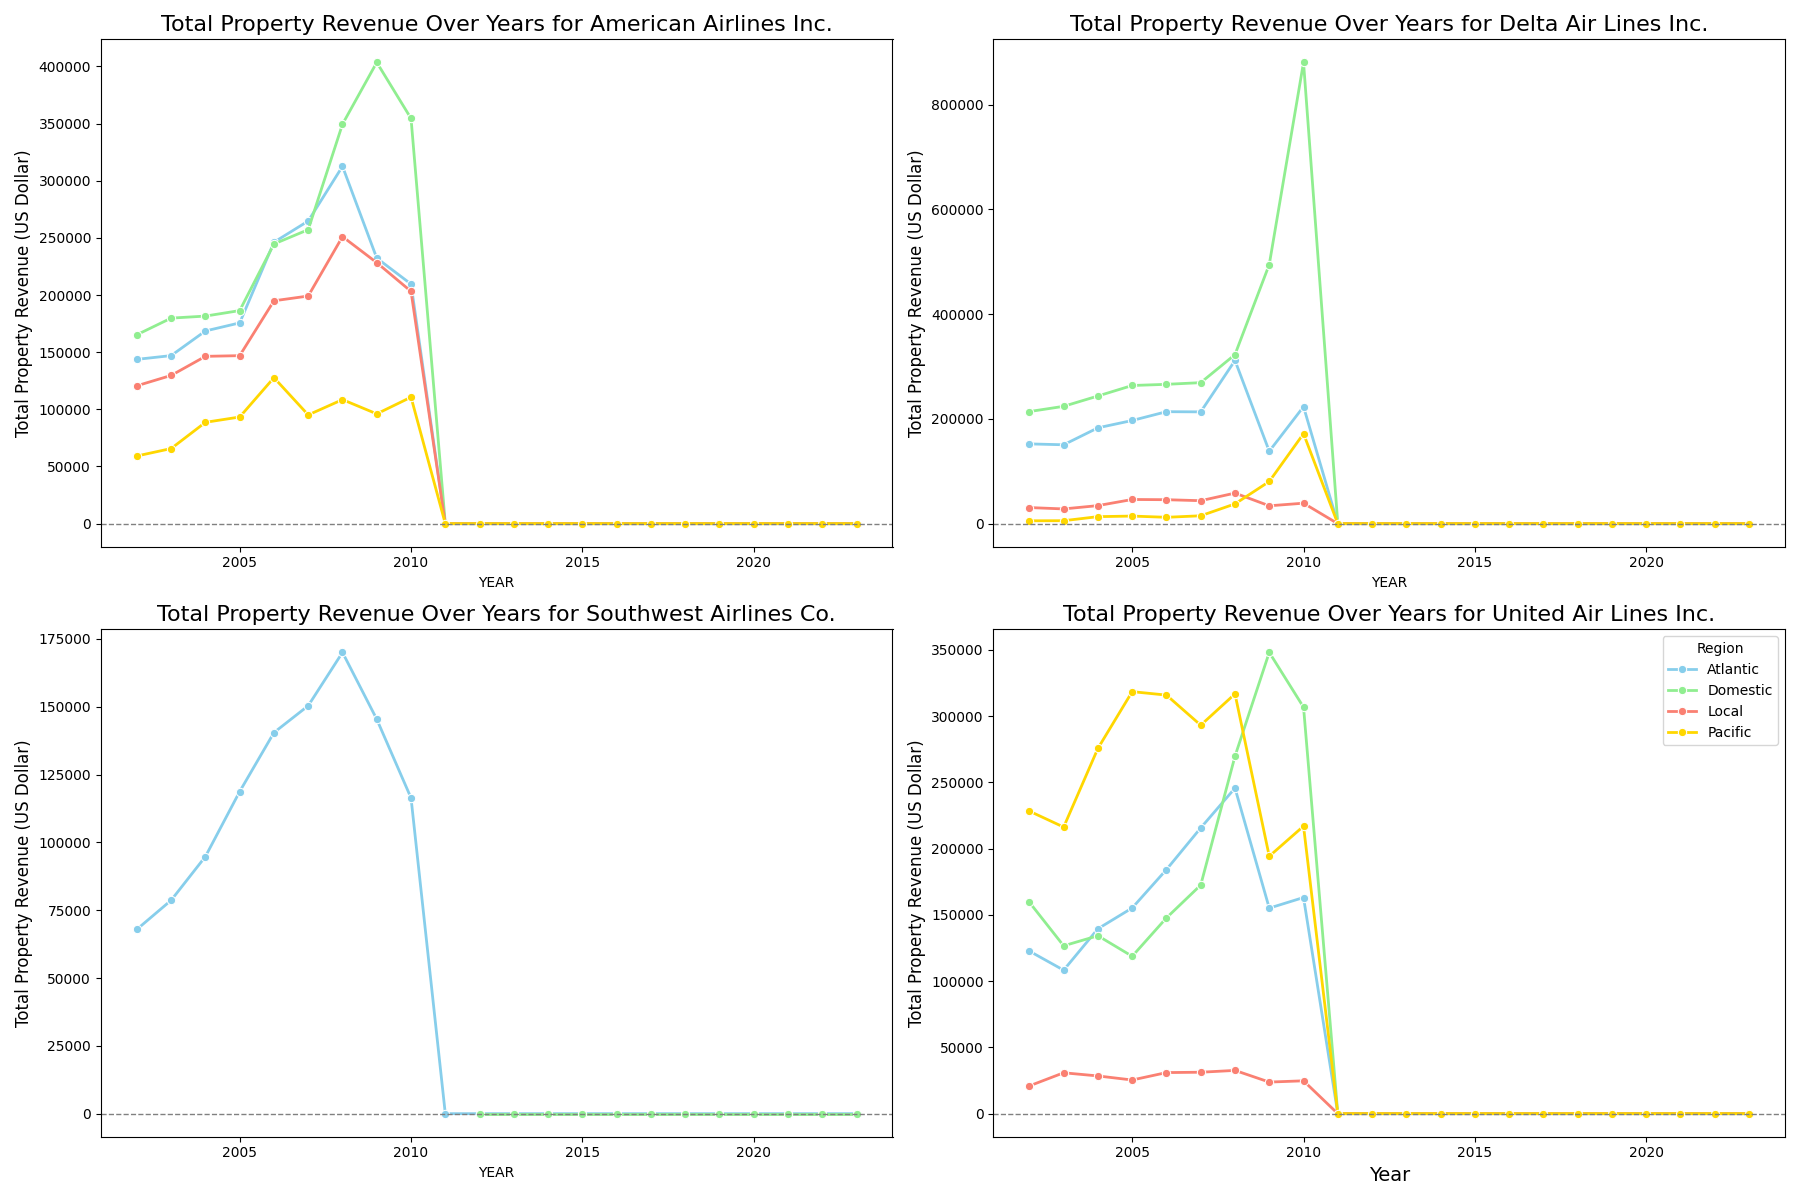 Total Property Revenue Over Years for American Airlines Inc.
Total Property Revenue (US Dollar)
400000
350000
300000
250000
200000
150000
100000
50000
0
2005 2010 2015 2020
YEAR
Total Property Revenue Over Years for Delta Air Lines Inc.
Total Property Revenue (US Dollar)
800000
600000
400000
200000
0
2005 2010 2015 2020
YEAR
Total Property Revenue Over Years for Southwest Airlines Co.
Total Property Revenue (US Dollar)
175000
150000
125000
100000
75000
50000
25000
0
2005 2010 2015 2020
YEAR
Total Property Revenue Over Years for United Air Lines Inc.
Total Property Revenue (US Dollar)
350000
300000
250000
200000
150000
100000
50000
0
Region
Atlantic
Domestic
Local
Pacific
2005 2010 2015 2020
Year